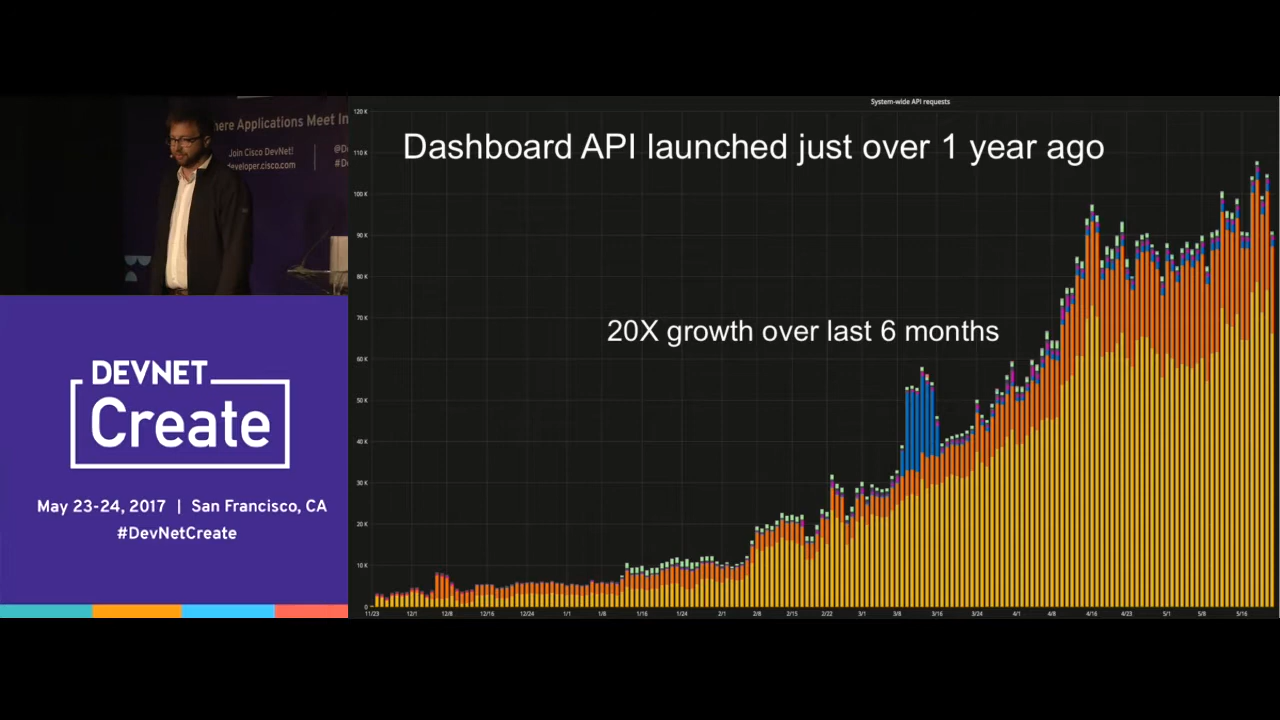 here Applications Meet In
Join Cisco DevNet!
developer.cisco.com
@D
#D
DEVNET
Create
May 23-24, 2017 | San Francisco, CA
#DevNetCreate
System-wide API requests
Dashboard API launched just over 1 year ago
20X growth over last 6 months
120 K
110 K
100 K
90 K
80 K
70 K
60 K
50 K
40 K
30 K
20 K
10 K
0
11/23 12/1 12/8 12/16 12/24 1/1 1/8 1/16 1/24 2/1 2/8 2/15 2/22 3/1 3/8 3/16 3/24 4/1 4/8 4/16 4/23 5/1 5/8 5/16